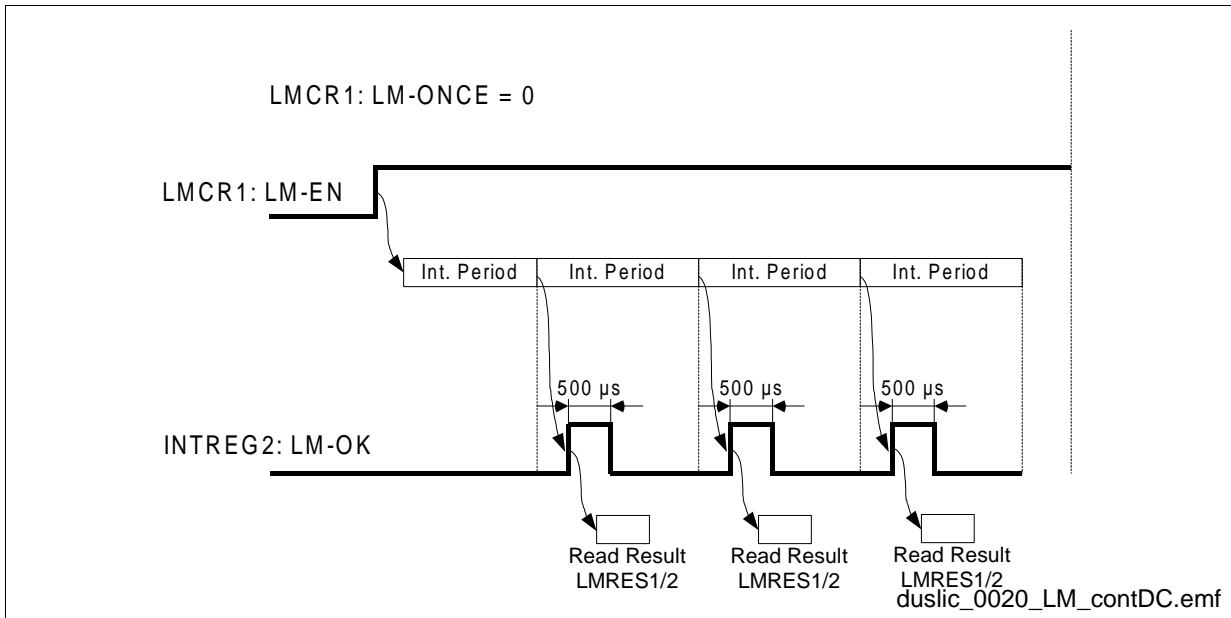 LMCR1: LM-ONCE = 0
LMCR1: LM-EN
Int. Period Int. Period Int. Period Int. Period
500 µs 500 µs 500 µs
INTREG2: LM-OK
Read Result Read Result Read Result
LMRES1/2 LMRES1/2 LMRES1/2
duslic_0020_LM_contDC.emf